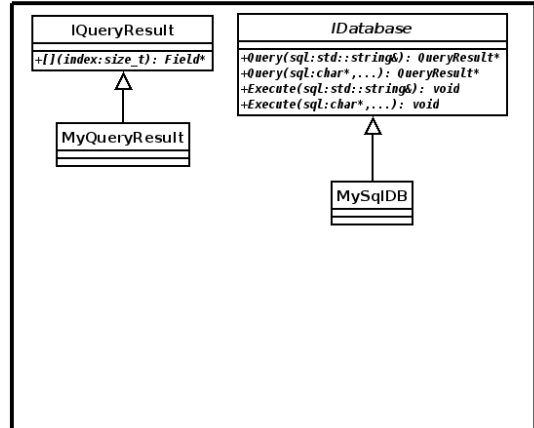 IQueryResult
+[](index:size_t): Field*
MyQueryResult
IDatabase
+Query(sql:std::string&): QueryResult*
+Query(sql:char*,...): QueryResult*
+Execute(sql:std::string&): void
+Execute(sql:char*,...): void
MySqlDB